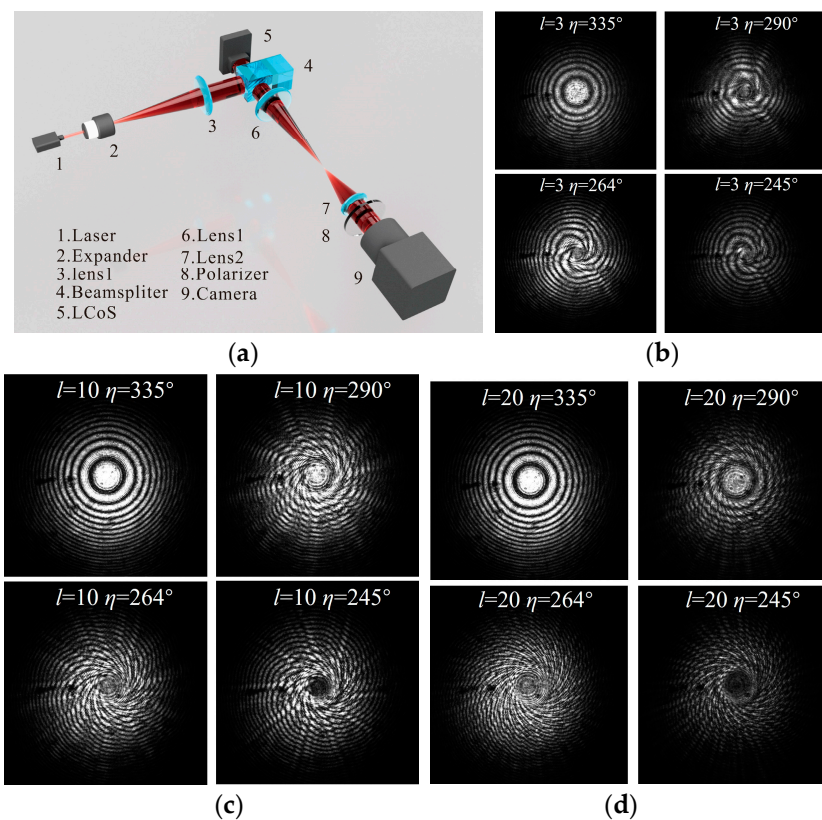 5
4
3
6
1
2
7
8
9
1.Laser
2.Expander
3.lens1
4.Beamspliter
5.LCoS
6.Lens1
7.Lens2
8.Polarizer
9.Camera
(a)
l=3 η=335°
l=3 η=290°
l=3 η=264°
l=3 η=245°
(b)
l=10 η=335°
l=10 η=290°
l=10 η=264°
l=10 η=245°
(c)
l=20 η=335°
l=20 η=290°
l=20 η=264°
l=20 η=245°
(d)